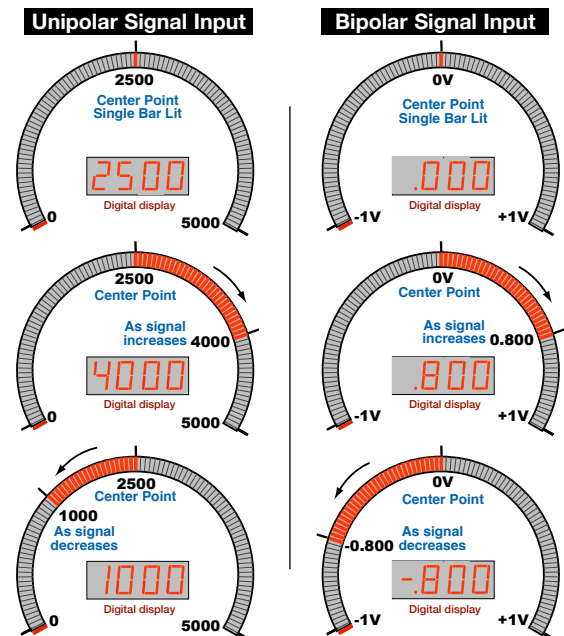 Unipolar Signal Input
2500
Center Point
Single Bar Lit
2500
Digital display
0
5000
2500
Center Point
As signal
increases 4000
4000
Digital display
0
5000
2500
Center Point
1000
As signal
decreases
1000
Digital display
0
5000
Bipolar Signal Input
0V
Center Point
Single Bar Lit
.000
Digital display
-1V
+1V
0V
Center Point
As signal
increases 0.800
.800
Digital display
-1V
+1V
0V
Center Point
As signal
-0.800 decreases
-.800
Digital display
-1V
+1V